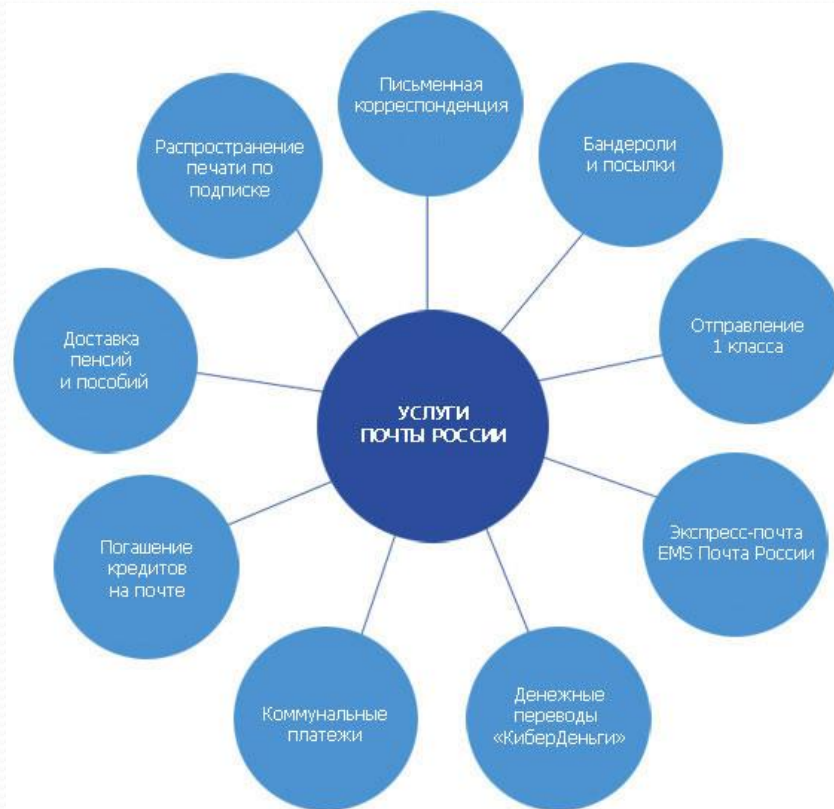 Письменная
корреспонденция
Бандероли
и посылки
Отправление
1 класса
Экспресс-почта
EMS Почта России
Денежные
переводы
«КиберДеньги»
Коммунальные
платежи
Погашение
кредитов
на почте
Доставка
пенсий
и пособий
Распространение
печати по
подписке
УСЛУГИ
ПОЧТЫ РОССИИ